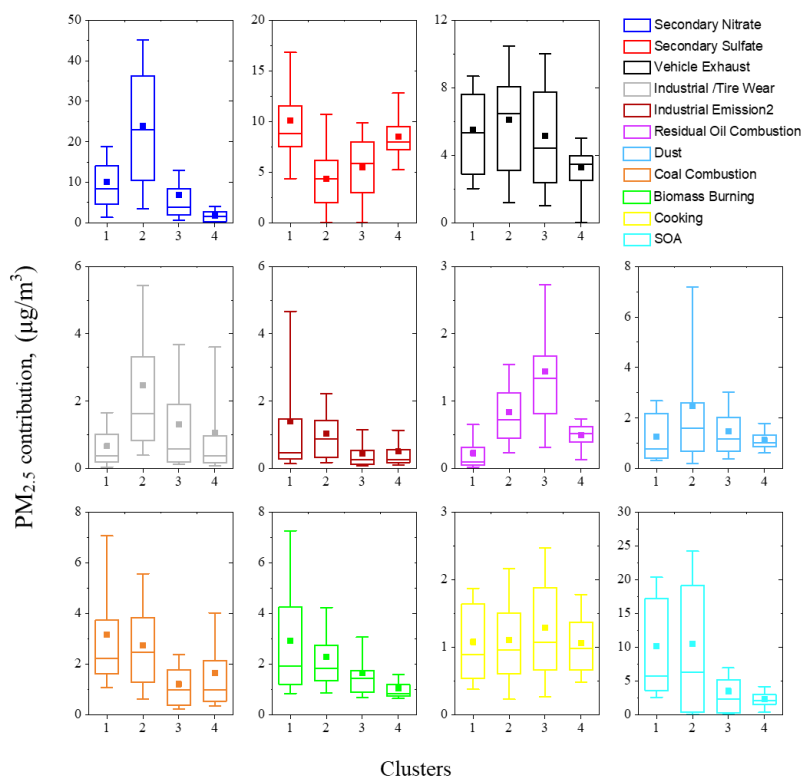 50
40
30
20
10
0
1 2 3 4
20
15
10
5
0
1 2 3 4
12
8
4
0
1 2 3 4
Secondary Nitrate
Secondary Sulfate
Vehicle Exhaust
Industrial /Tire Wear
Industrial Emission2
Residual Oil Combustion
Dust
Coal Combustion
Biomass Burning
Cooking
SOA
PM2.5 contribution, (μg/m3)
6
4
2
0
1 2 3 4
6
4
2
0
1 2 3 4
3
2
1
0
1 2 3 4
8
6
4
2
0
1 2 3 4
8
6
4
2
0
1 2 3 4
8
6
4
2
0
1 2 3 4
3
2
1
0
1 2 3 4
30
25
20
15
10
5
0
1 2 3 4
Clusters